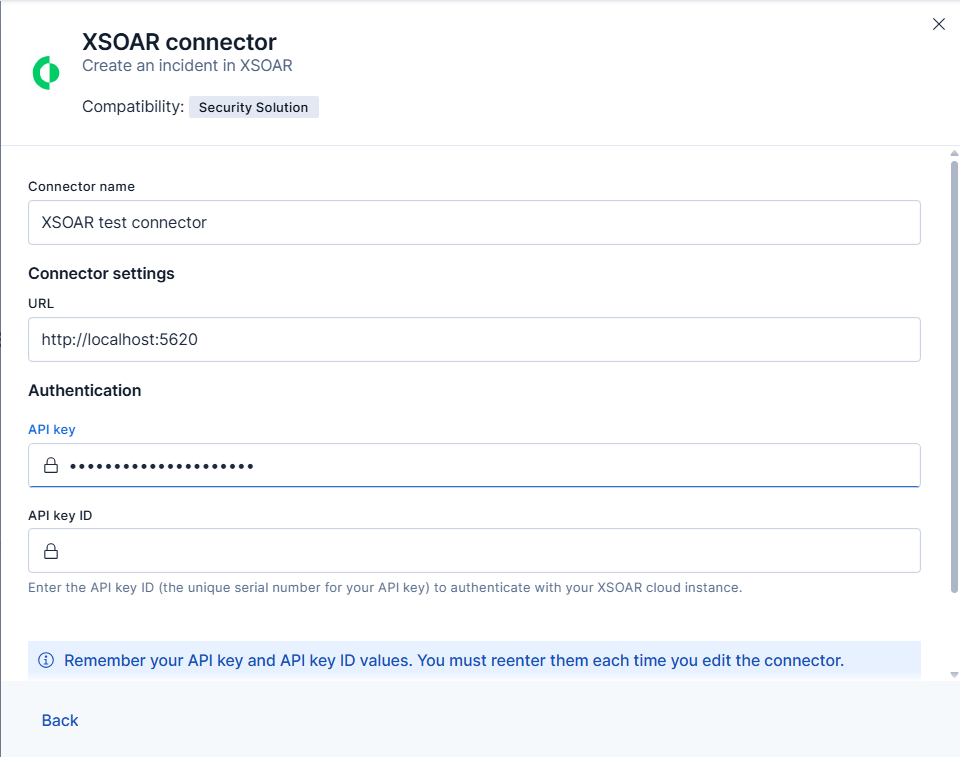 XSOAR connector
Create an incident in XSOAR
Compatibility: Security Solution
Connector name
XSOAR test connector
Connector settings
URL
http://localhost:5620
Authentication
API key
•••••••••••••••••••••
API key ID
Enter the API key ID (the unique serial number for your API key) to authenticate with your XSOAR cloud instance.
Remember your API key and API key ID values. You must reenter them each time you edit the connector.
Back